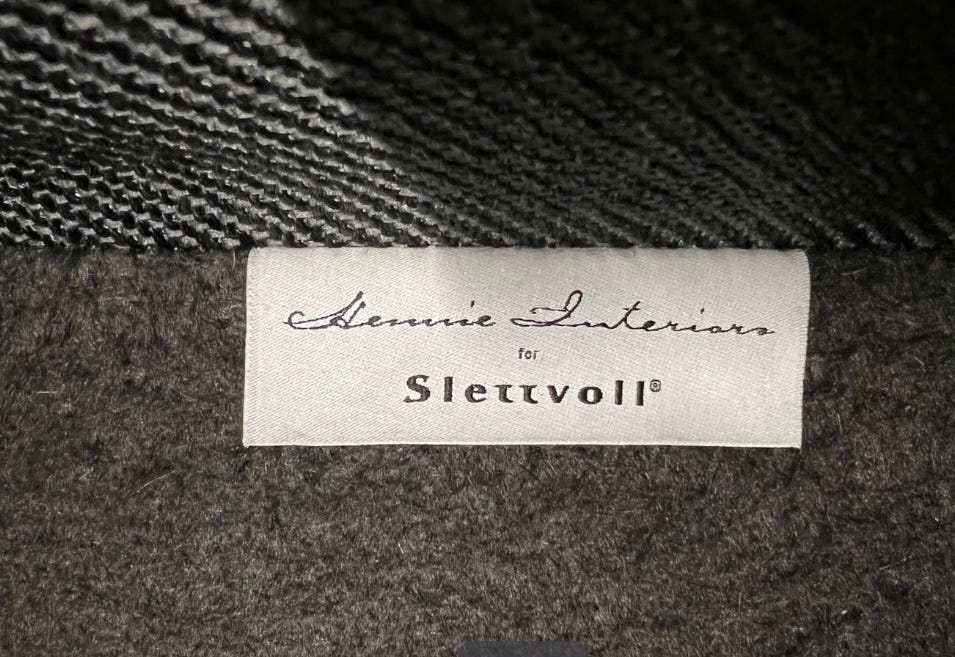 Hennie Interiors
for
Slettvoll®